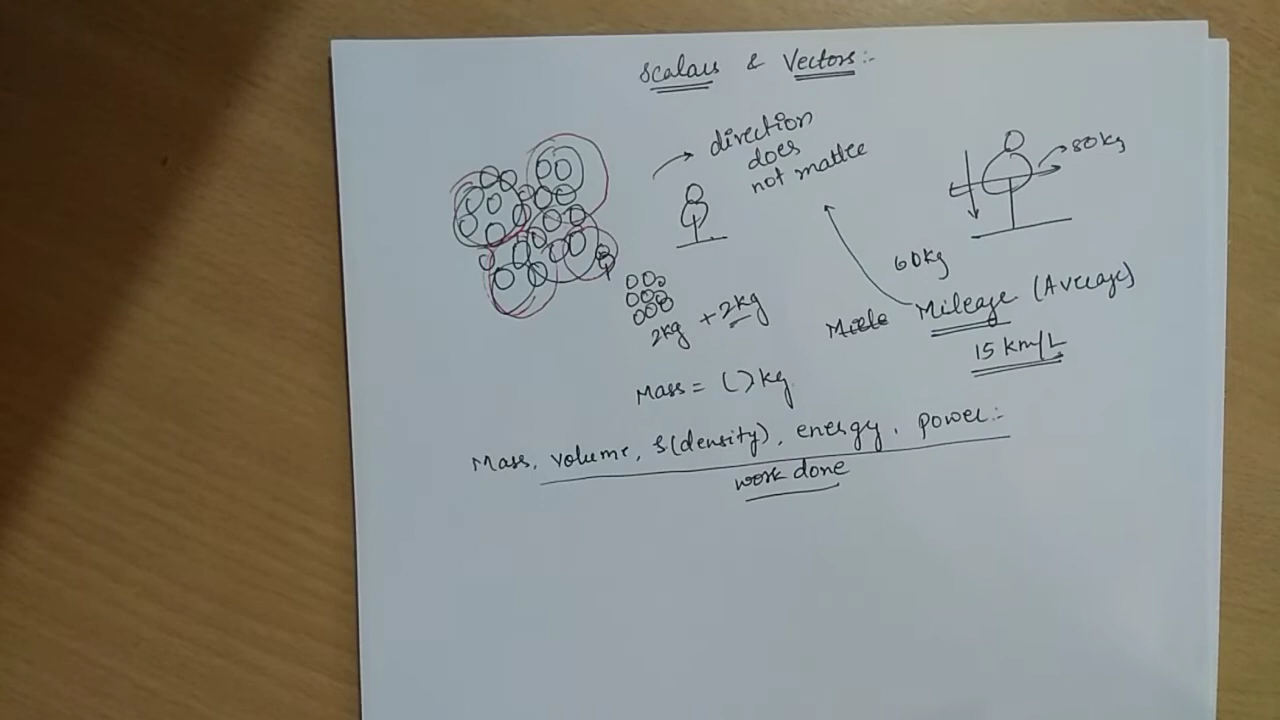 Scalars & Vectors:-
direction
does
not matter
80kg
60kg
2kg + 2kg
Miele Mileage (Average)
15 km/L
Mass = ( ) kg
Mass, volume, ρ(density), energy, power:-
work done